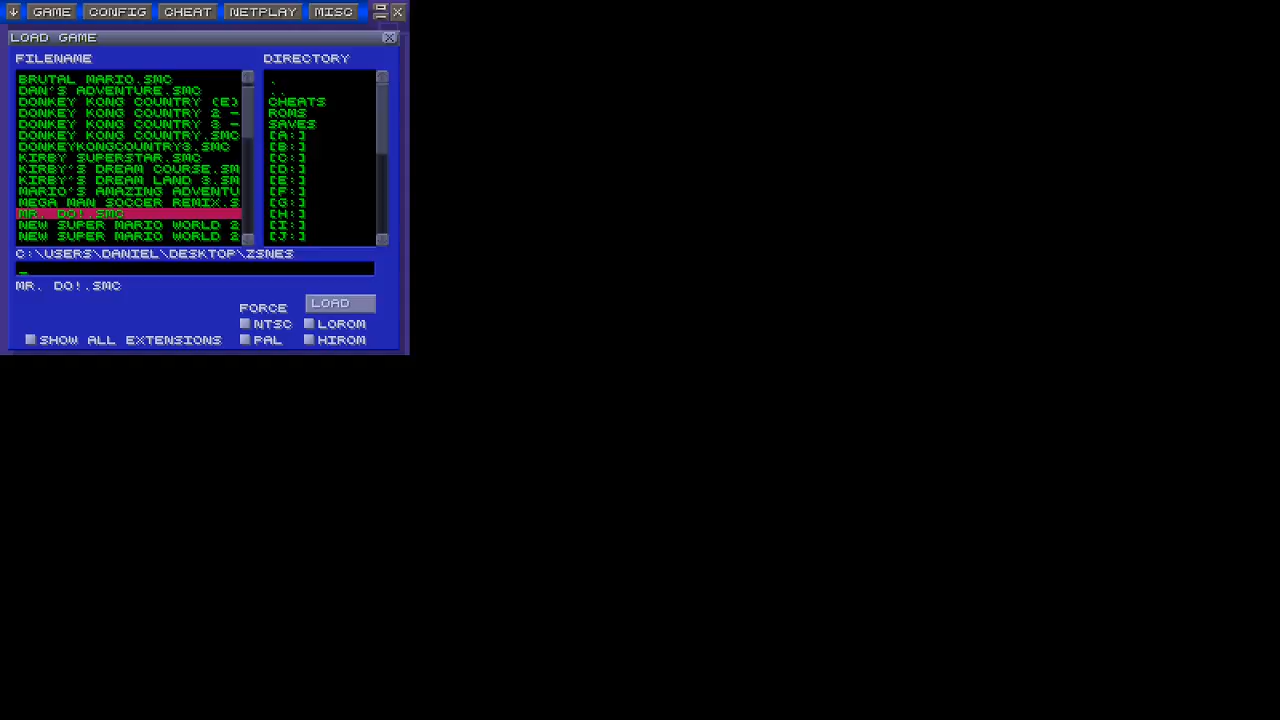 GAME CONFIG CHEAT NETPLAY MISC
LOAD GAME
FILENAME DIRECTORY
BRUTAL MARIO.SMC .
DAN'S ADVENTURE.SMC ..
DONKEY KONG COUNTRY (E) CHEATS
DONKEY KONG COUNTRY 2 - ROMS
DONKEY KONG COUNTRY 3 - SAVES
DONKEY KONG COUNTRY.SMC [A:]
DONKEYKONGCOUNTRY3.SMC [B:]
KIRBY SUPERSTAR.SMC [C:]
KIRBY'S DREAM COURSE.SM [D:]
KIRBY'S DREAM LAND 3.SM [E:]
MARIO'S AMAZING ADVENTU [F:]
MEGA MAN SOCCER REMIX.S [G:]
MR. DO!.SMC [H:]
NEW SUPER MARIO WORLD 2 [I:]
NEW SUPER MARIO WORLD 2 [J:]
C:\USERS\DANIEL\DESKTOP\ZSNES
_
MR. DO!.SMC
FORCE LOAD
NTSC LOROM
SHOW ALL EXTENSIONS PAL HIROM